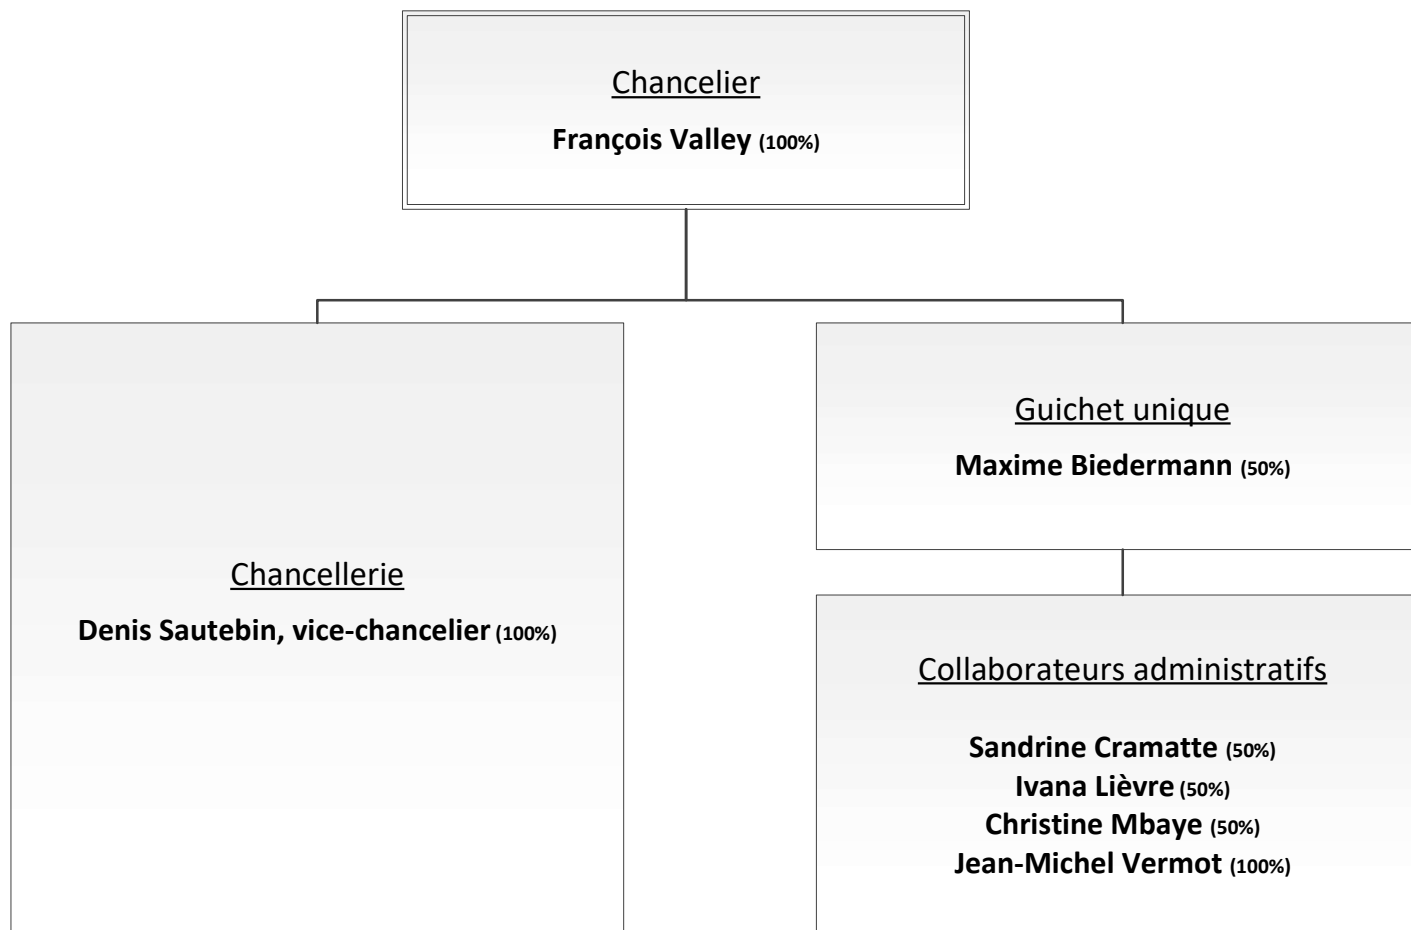 Chancelier
François Valley (100%)
Chancellerie
Denis Sautebin, vice-chancelier (100%)
Guichet unique
Maxime Biedermann (50%)
Collaborateurs administratifs
Sandrine Cramatte (50%)
Ivana Lièvre (50%)
Christine Mbaye (50%)
Jean-Michel Vermot (100%)